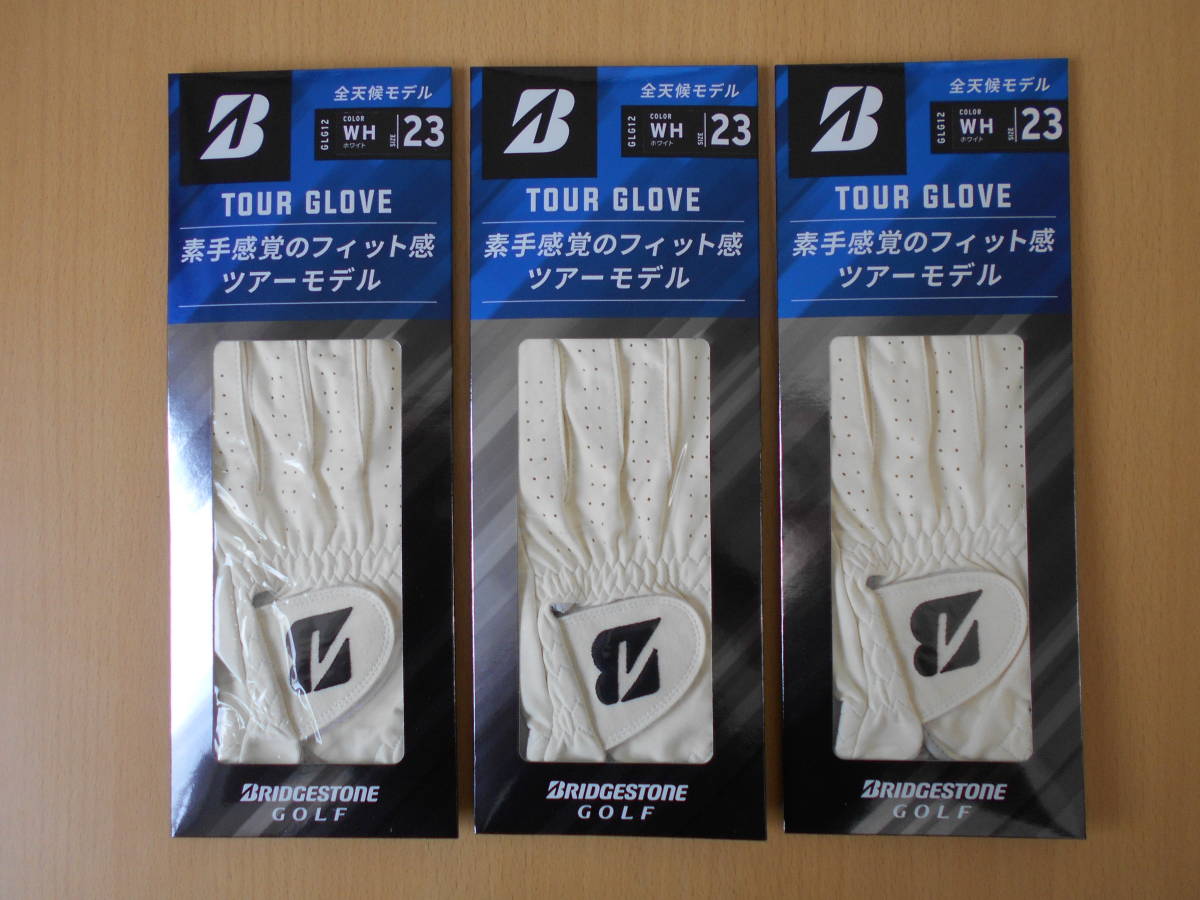 B
全天候モデル
GLG12
COLOR
WH
ホワイト
SIZE
23
TOUR GLOVE
素手感覚のフィット感
ツアーモデル
B
BRIDGESTONE
GOLF
B
全天候モデル
GLG12
COLOR
WH
ホワイト
SIZE
23
TOUR GLOVE
素手感覚のフィット感
ツアーモデル
B
BRIDGESTONE
GOLF
B
全天候モデル
GLG12
COLOR
WH
ホワイト
SIZE
23
TOUR GLOVE
素手感覚のフィット感
ツアーモデル
B
BRIDGESTONE
GOLF